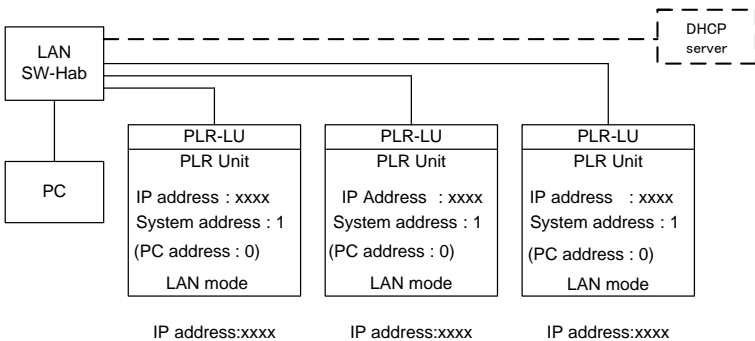 DHCP
server
LAN
SW-Hab
PC
PLR-LU
PLR Unit
IP address : xxxx
System address : 1
(PC address : 0)
LAN mode
IP address:xxxx
PLR-LU
PLR Unit
IP Address : xxxx
System address : 1
(PC address : 0)
LAN mode
IP address:xxxx
PLR-LU
PLR Unit
IP address : xxxx
System address : 1
(PC address : 0)
LAN mode
IP address:xxxx